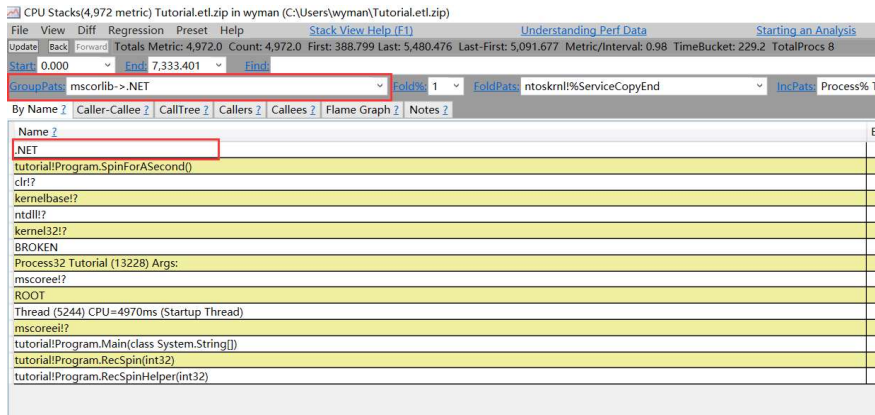 CPU Stacks(4,972 metric) Tutorial.etl.zip in wyman (C:\Users\wyman\Tutorial.etl.zip)
File View Diff Regression Preset Help Stack View Help (F1) Understanding Perf Data Starting an Analysis
Update Back Forward Totals Metric: 4,972.0 Count: 4,972.0 First: 388.799 Last: 5,480.476 Last-First: 5,091.677 Metric/Interval: 0.98 TimeBucket: 229.2 TotalProcs 8
Start: 0.000 End: 7,333.401 Find:
GroupPats: mscorlib->.NET Fold%: 1 FoldPats: ntoskrnl!%ServiceCopyEnd IncPats: Process% T
By Name ? Caller-Callee ? CallTree ? Callers ? Callees ? Flame Graph ? Notes ?
Name ? E
.NET
tutorial!Program.SpinForASecond()
clr!?
kernelbase!?
ntdll!?
kernel32!?
BROKEN
Process32 Tutorial (13228) Args:
mscoree!?
ROOT
Thread (5244) CPU=4970ms (Startup Thread)
mscoreei!?
tutorial!Program.Main(class System.String[])
tutorial!Program.RecSpin(int32)
tutorial!Program.RecSpinHelper(int32)